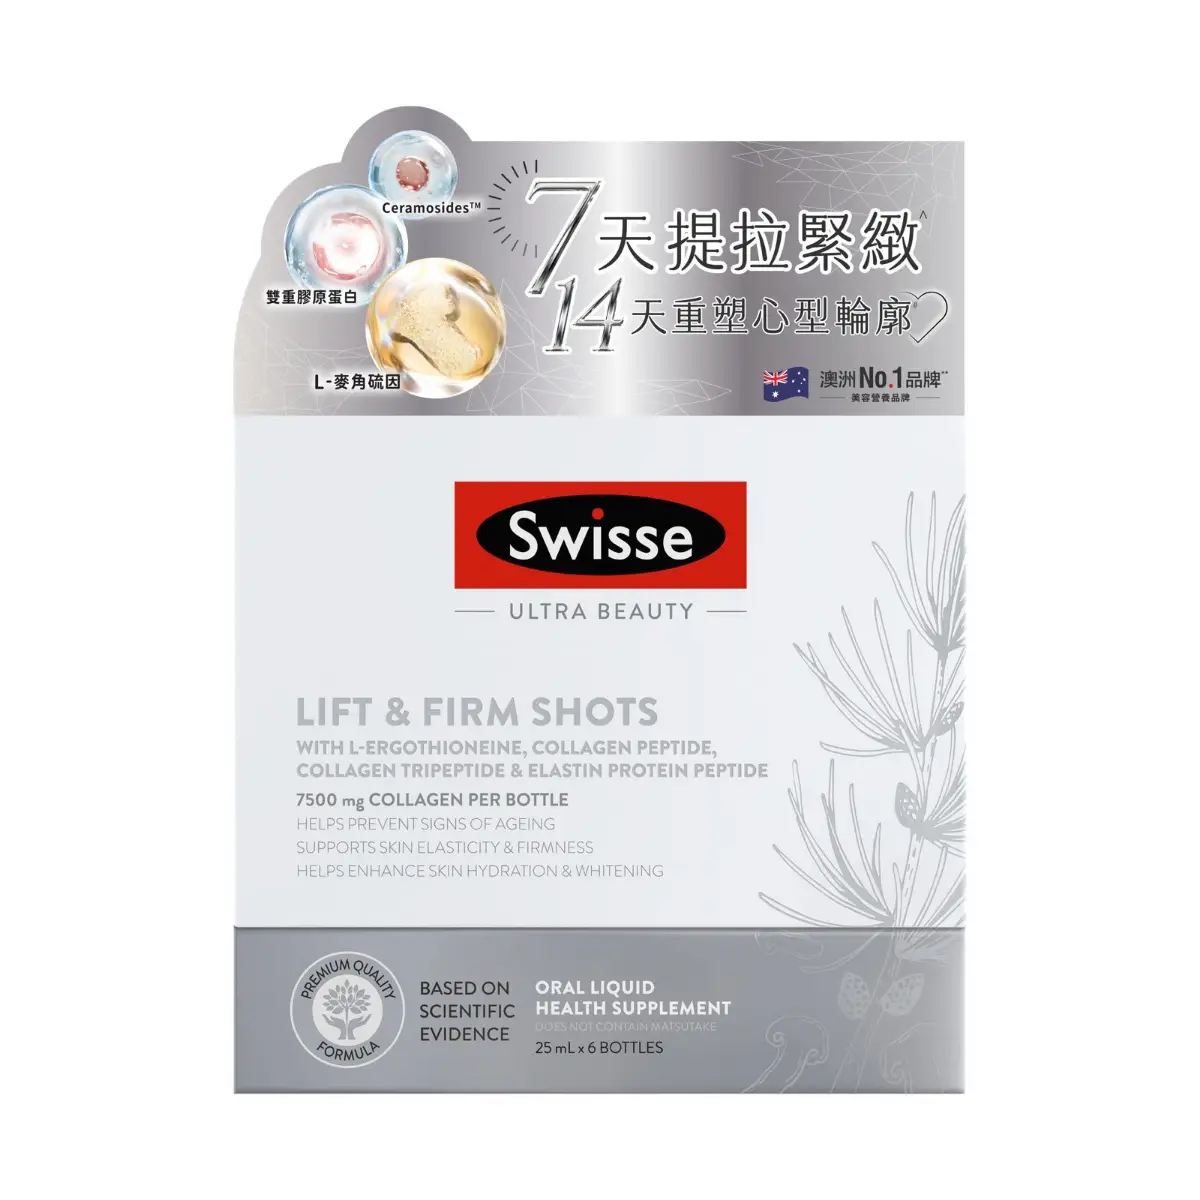 Ceramosides™
雙重膠原蛋白
L-麥角硫因
7天提拉緊緻^
14天重塑心型輪廓◊
澳洲No.1品牌**
美容營養品牌
Swisse
ULTRA BEAUTY
LIFT & FIRM SHOTS
WITH L-ERGOTHIONEINE, COLLAGEN PEPTIDE,
COLLAGEN TRIPEPTIDE & ELASTIN PROTEIN PEPTIDE
7500 mg COLLAGEN PER BOTTLE
HELPS PREVENT SIGNS OF AGEING
SUPPORTS SKIN ELASTICITY & FIRMNESS
HELPS ENHANCE SKIN HYDRATION & WHITENING
PREMIUM QUALITY
FORMULA
BASED ON
SCIENTIFIC
EVIDENCE
ORAL LIQUID
HEALTH SUPPLEMENT
DOES NOT CONTAIN MATSUTAKE
25 mL x 6 BOTTLES